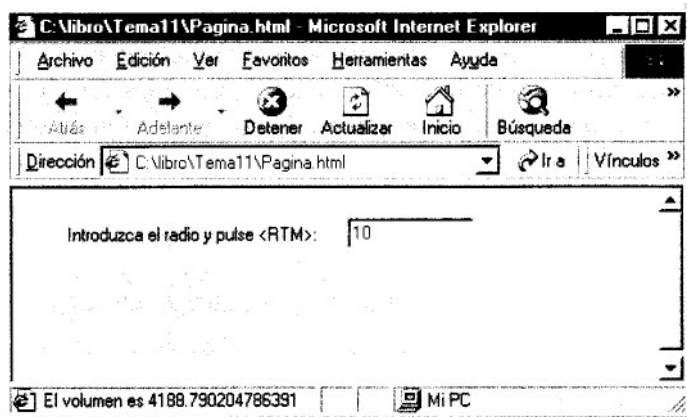 C:\libro\Tema11\Pagina.html - Microsoft Internet Explorer
Archivo Edición Ver Favoritos Herramientas Ayuda
Atrás Adelante Detener Actualizar Inicio Búsqueda »
Dirección C:\libro\Tema11\Pagina.html Ir a Vínculos »
Introduzca el radio y pulse <RTM>: 10
El volumen es 4188.790204786391 Mi PC